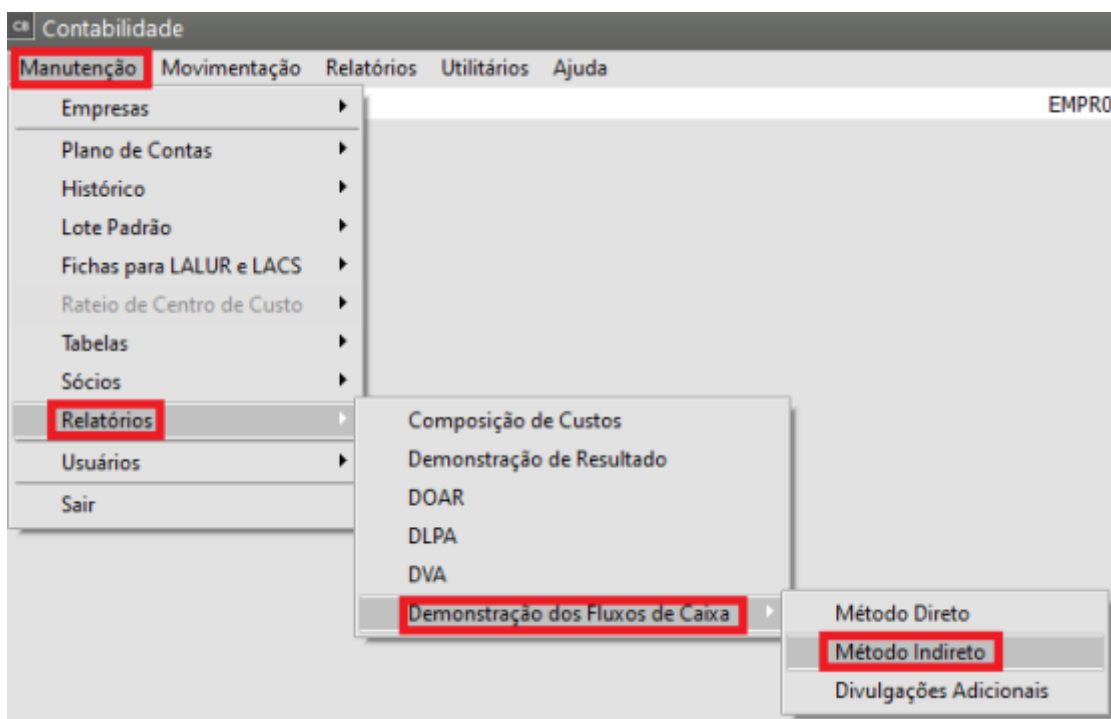 CB Contabilidade
Manutenção Movimentação Relatórios Utilitários Ajuda
Empresas
EMPR0
Plano de Contas
Histórico
Lote Padrão
Fichas para LALUR e LACS
Rateio de Centro de Custo
Tabelas
Sócios
Relatórios
Usuários
Sair
Composição de Custos
Demonstração de Resultado
DOAR
DLPA
DVA
Demonstração dos Fluxos de Caixa
Método Direto
Método Indireto
Divulgações Adicionais